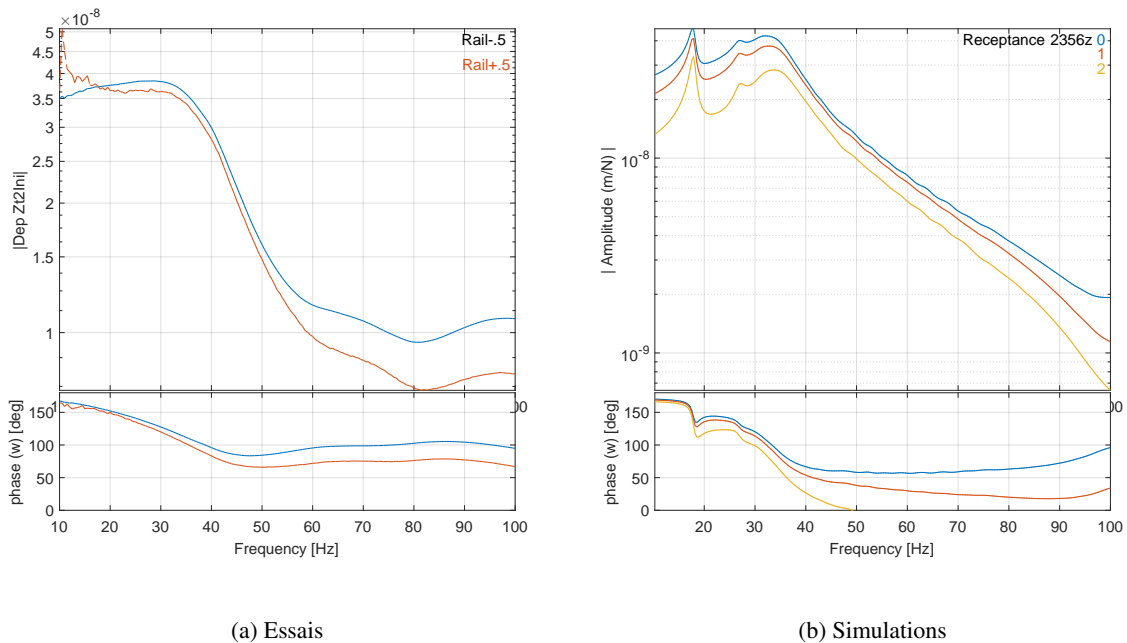 ×10⁻⁸
5
4.5
4
3.5
3
2.5
2
1.5
1
|Dep Zt2Ini|
Rail-.5
Rail+.5
150
100
50
0
phase (w) [deg]
10 20 30 40 50 60 70 80 90 100
Frequency [Hz]
(a) Essais
Receptance 2356z 0
1
2
10⁻⁸
10⁻⁹
| Amplitude (m/N) |
00
150
100
50
0
phase (w) [deg]
20 30 40 50 60 70 80 90 100
Frequency [Hz]
(b) Simulations